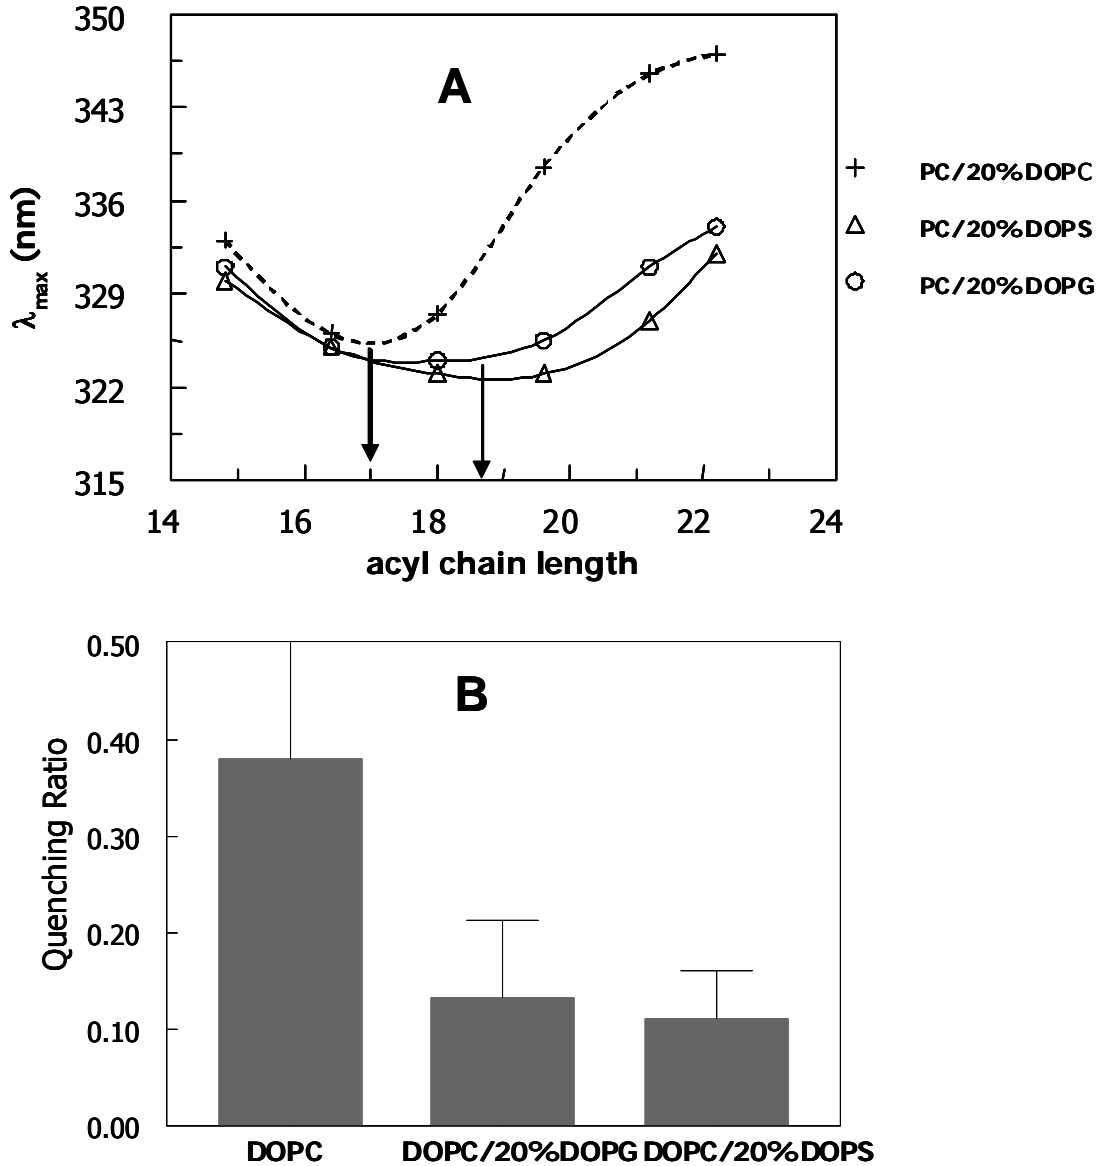 350
A
343
PC/20%DOPC
336
PC/20%DOPS
λmax (nm)
329
PC/20%DOPG
322
315
14 16 18 20 22 24
acyl chain length
0.50
B
0.40
Quenching Ratio
0.30
0.20
0.10
0.00
DOPC DOPC/20%DOPG DOPC/20%DOPS